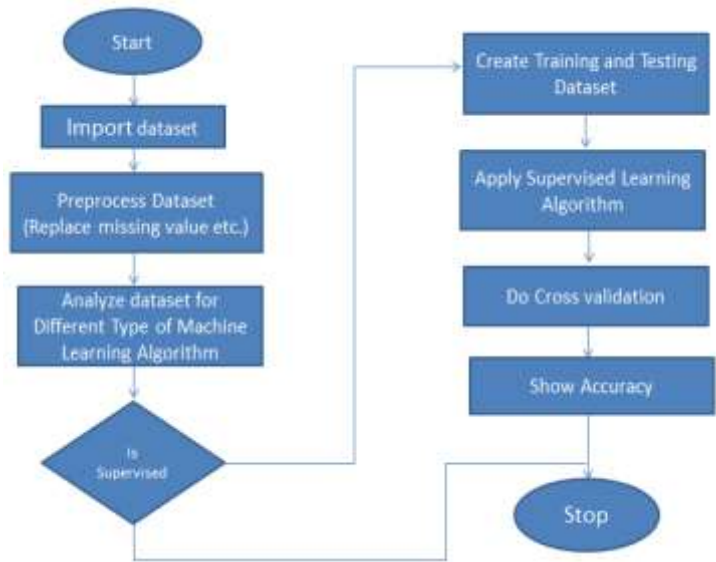 Start
Import dataset
Preprocess Dataset
(Replace missing value etc.)
Analyze dataset for
Different Type of Machine
Learning Algorithm
Is
Supervised
Create Training and Testing
Dataset
Apply Supervised Learning
Algorithm
Do Cross validation
Show Accuracy
Stop